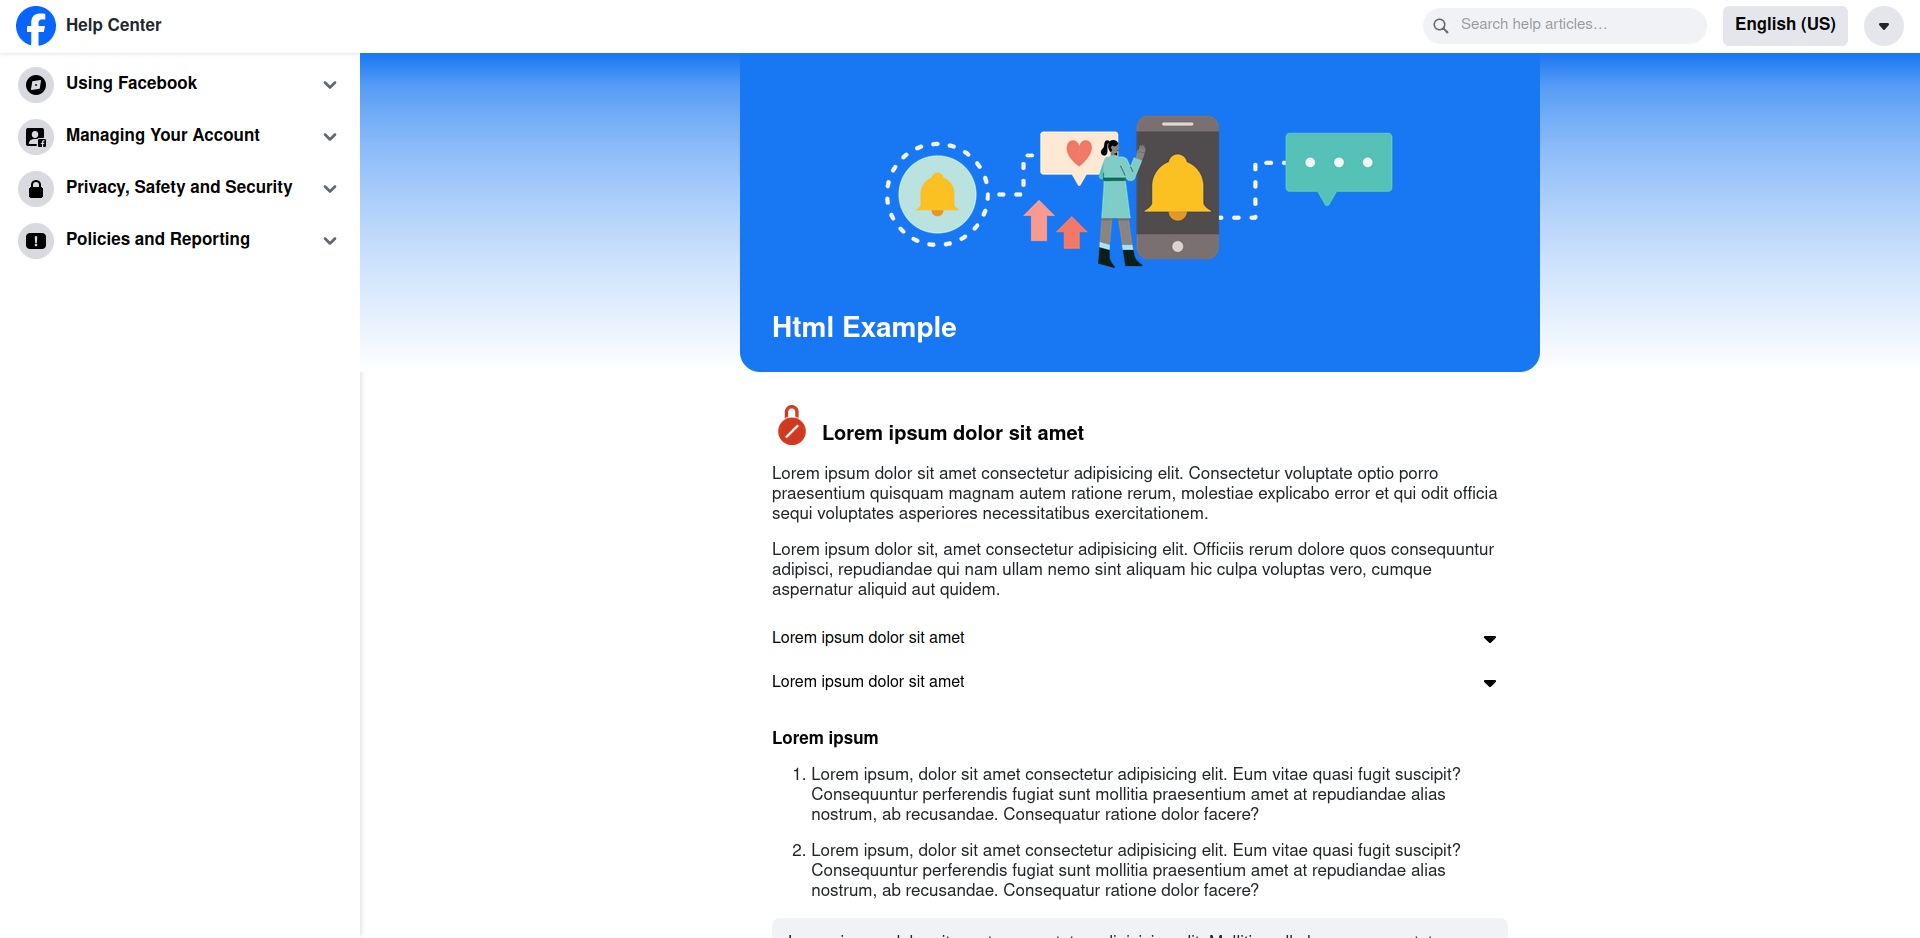 Help Center
Search help articles...
English (US)
Using Facebook
Managing Your Account
Privacy, Safety and Security
Policies and Reporting
Html Example
Lorem ipsum dolor sit amet
Lorem ipsum dolor sit amet consectetur adipisicing elit. Consectetur voluptate optio porro
praesentium quisquam magnam autem ratione rerum, molestiae explicabo error et qui odit officia
sequi voluptates asperiores necessitatibus exercitationem.
Lorem ipsum dolor sit, amet consectetur adipisicing elit. Officiis rerum dolore quos consequuntur
adipisci, repudiandae qui nam ullam nemo sint aliquam hic culpa voluptas vero, cumque
aspernatur aliquid aut quidem.
Lorem ipsum dolor sit amet
Lorem ipsum dolor sit amet
Lorem ipsum
1. Lorem ipsum, dolor sit amet consectetur adipisicing elit. Eum vitae quasi fugit suscipit?
Consequuntur perferendis fugiat sunt mollitia praesentium amet at repudiandae alias
nostrum, ab recusandae. Consequatur ratione dolor facere?
2. Lorem ipsum, dolor sit amet consectetur adipisicing elit. Eum vitae quasi fugit suscipit?
Consequuntur perferendis fugiat sunt mollitia praesentium amet at repudiandae alias
nostrum, ab recusandae. Consequatur ratione dolor facere?